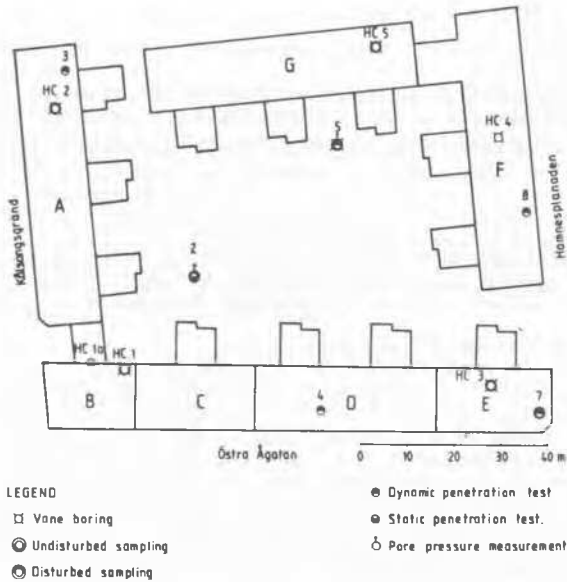 HC 5
3
G
HC 2
5
HC 4
F
A
8
Kålsängsgränd
Hamnesplanaden
2
HC 1a
HC 1
HC 3
B
C
4
D
E
7
Östra Ågatan
0 10 20 30 40 m
LEGEND
Vane boring
Undisturbed sampling
Disturbed sampling
Dynamic penetration test
Static penetration test.
Pore pressure measurement